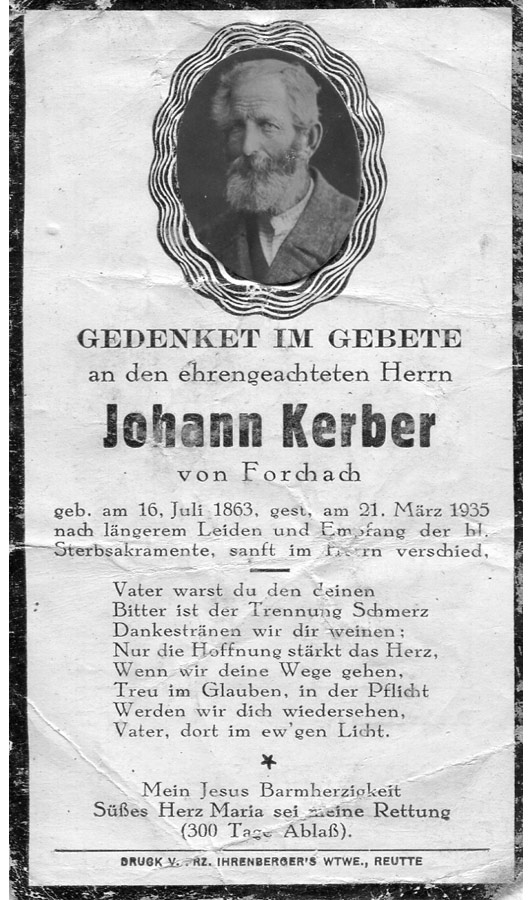 GEDENKET IM GEBETE
an den ehrengeachteten Herrn
Johann Kerber
von Forchach
geb. am 16, Juli 1863, gest, am 21. März 1935
nach längerem Leiden und Empfang der hl.
Sterbsakramente, sanft im Herrn verschied,
Vater warst du den deinen
Bitter ist der Trennung Schmerz
Dankestränen wir dir weinen;
Nur die Hoffnung stärkt das Herz,
Wenn wir deine Wege gehen,
Treu im Glauben, in der Pflicht
Werden wir dich wiedersehen,
Vater, dort im ew'gen Licht.
Mein Jesus Barmherzigkeit
Süßes Herz Maria sei meine Rettung
(300 Tage Ablaß).
DRUCK IHRENBERGER'S WTWE., REUTTE